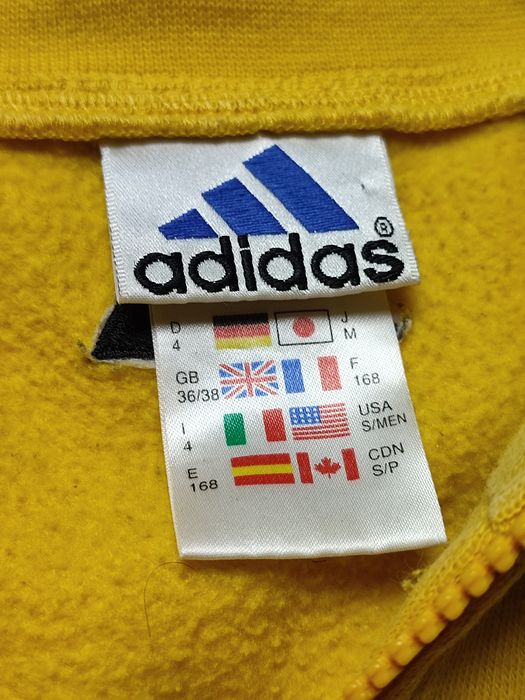 adidas®
D J
4 M
GB F
36/38 168
I USA
4 S/MEN
E CDN
168 S/P